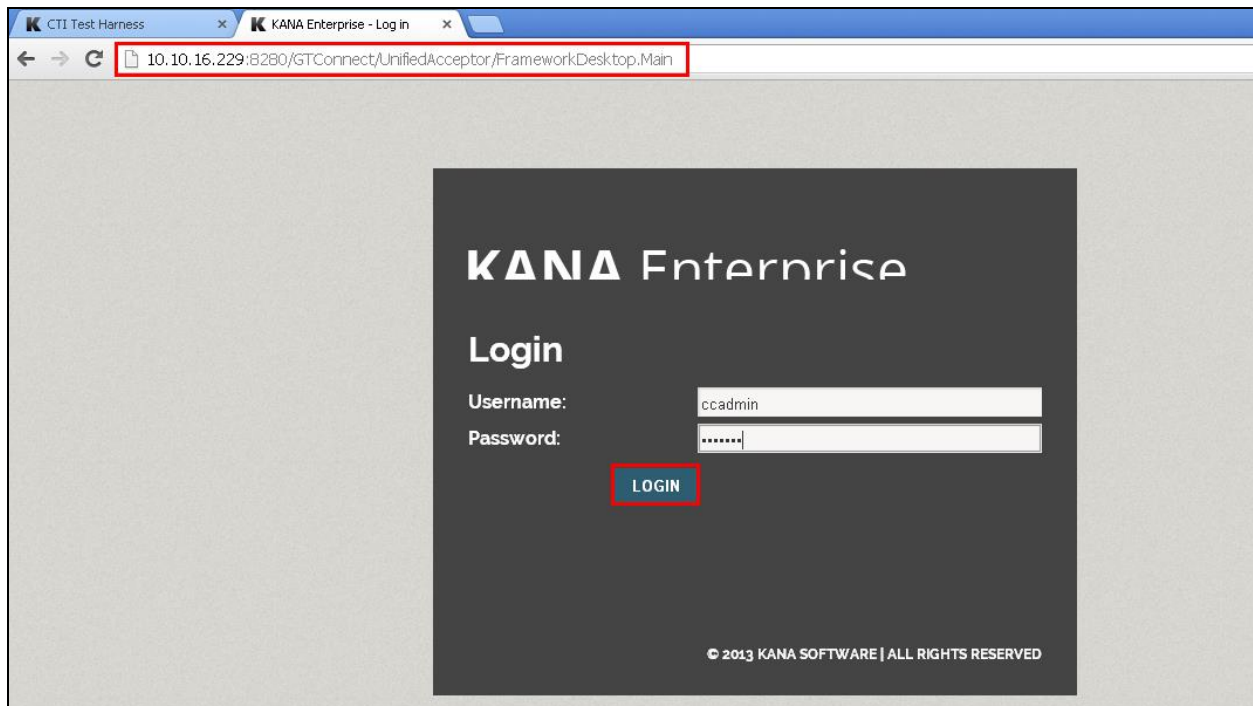 CTI Test Harness
KANA Enterprise - Log in
10.10.16.229:8280/GTConnect/UnifiedAcceptor/FrameworkDesktop.Main
KANA Enterprise
Login
Username:
ccadmin
Password:
•••••••
LOGIN
© 2013 KANA SOFTWARE | ALL RIGHTS RESERVED